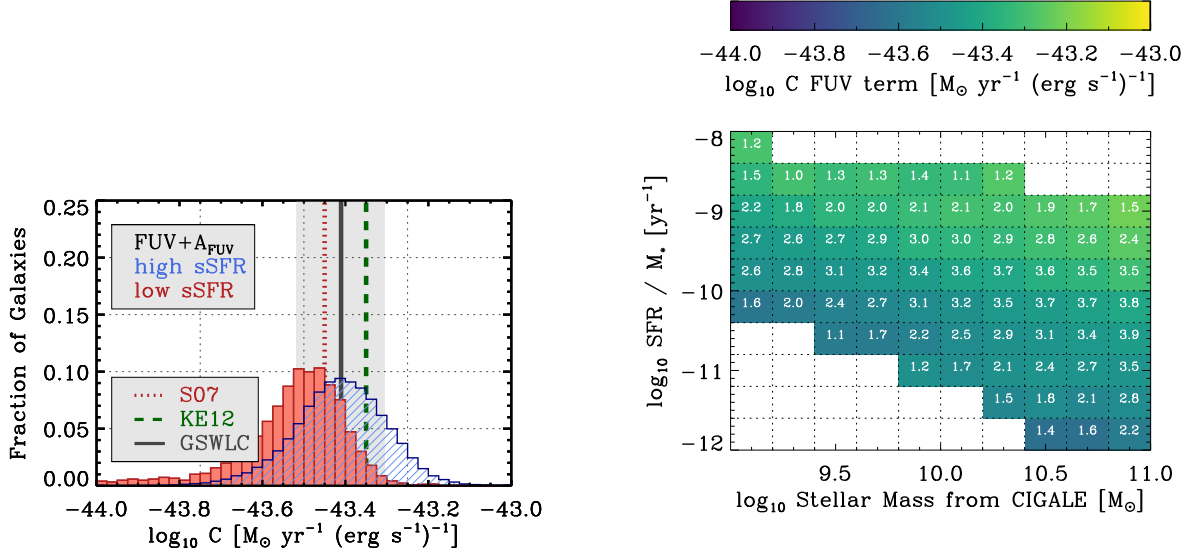 −44.0 −43.8 −43.6 −43.4 −43.2 −43.0
log₁₀ C FUV term [M⊙ yr⁻¹ (erg s⁻¹)⁻¹]
0.25
0.20
0.15
0.10
0.05
0.00
Fraction of Galaxies
FUV+A_FUV
high sSFR
low sSFR
S07
KE12
GSWLC
−44.0 −43.8 −43.6 −43.4 −43.2 −43.0
log₁₀ C [M⊙ yr⁻¹ (erg s⁻¹)⁻¹]
−8
−9
−10
−11
−12
log₁₀ SFR / M⋆ [yr⁻¹]
1.2
1.5 1.0 1.3 1.3 1.4 1.1 1.2
2.2 1.8 2.0 2.0 2.1 2.1 2.0 1.9 1.7 1.5
2.7 2.6 2.7 2.9 3.0 3.0 2.9 2.8 2.6 2.4
2.6 2.8 3.1 3.2 3.4 3.6 3.7 3.6 3.5 3.5
1.6 2.0 2.4 2.7 3.1 3.2 3.5 3.7 3.7 3.8
1.1 1.7 2.2 2.5 2.9 3.1 3.4 3.9
1.2 1.7 2.1 2.4 2.7 3.5
1.5 1.8 2.1 2.8
1.4 1.6 2.2
9.5 10.0 10.5 11.0
log₁₀ Stellar Mass from CIGALE [M⊙]